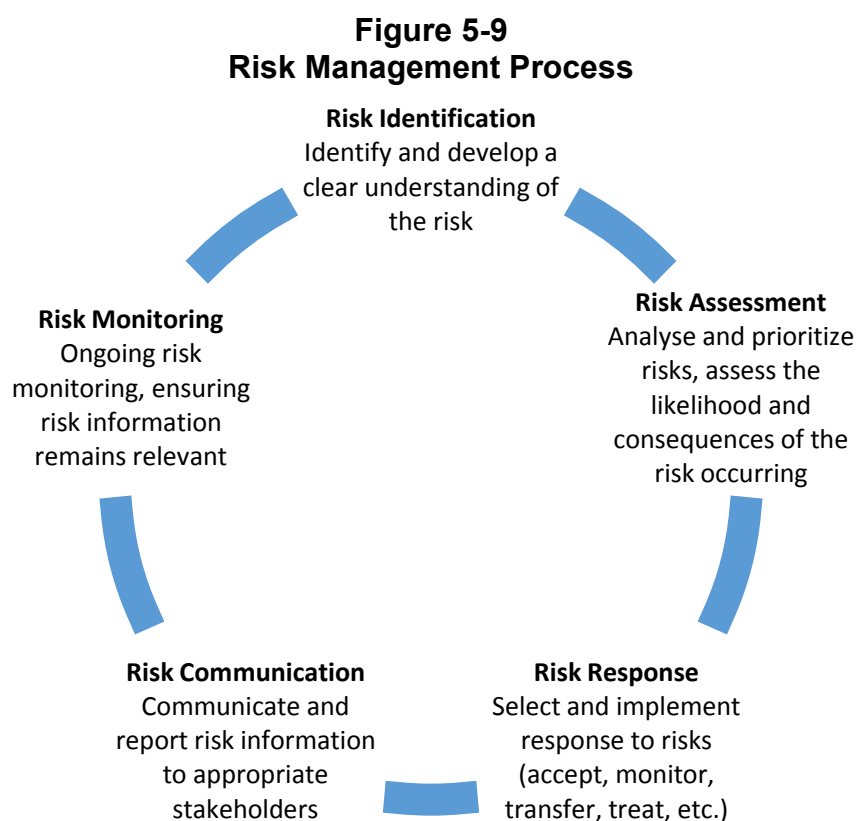 Figure 5-9
Risk Management Process
Risk Identification
Identify and develop a
clear understanding of
the risk
Risk Assessment
Analyse and prioritize
risks, assess the
likelihood and
consequences of the
risk occurring
Risk Response
Select and implement
response to risks
(accept, monitor,
transfer, treat, etc.)
Risk Communication
Communicate and
report risk information
to appropriate
stakeholders
Risk Monitoring
Ongoing risk
monitoring, ensuring
risk information
remains relevant